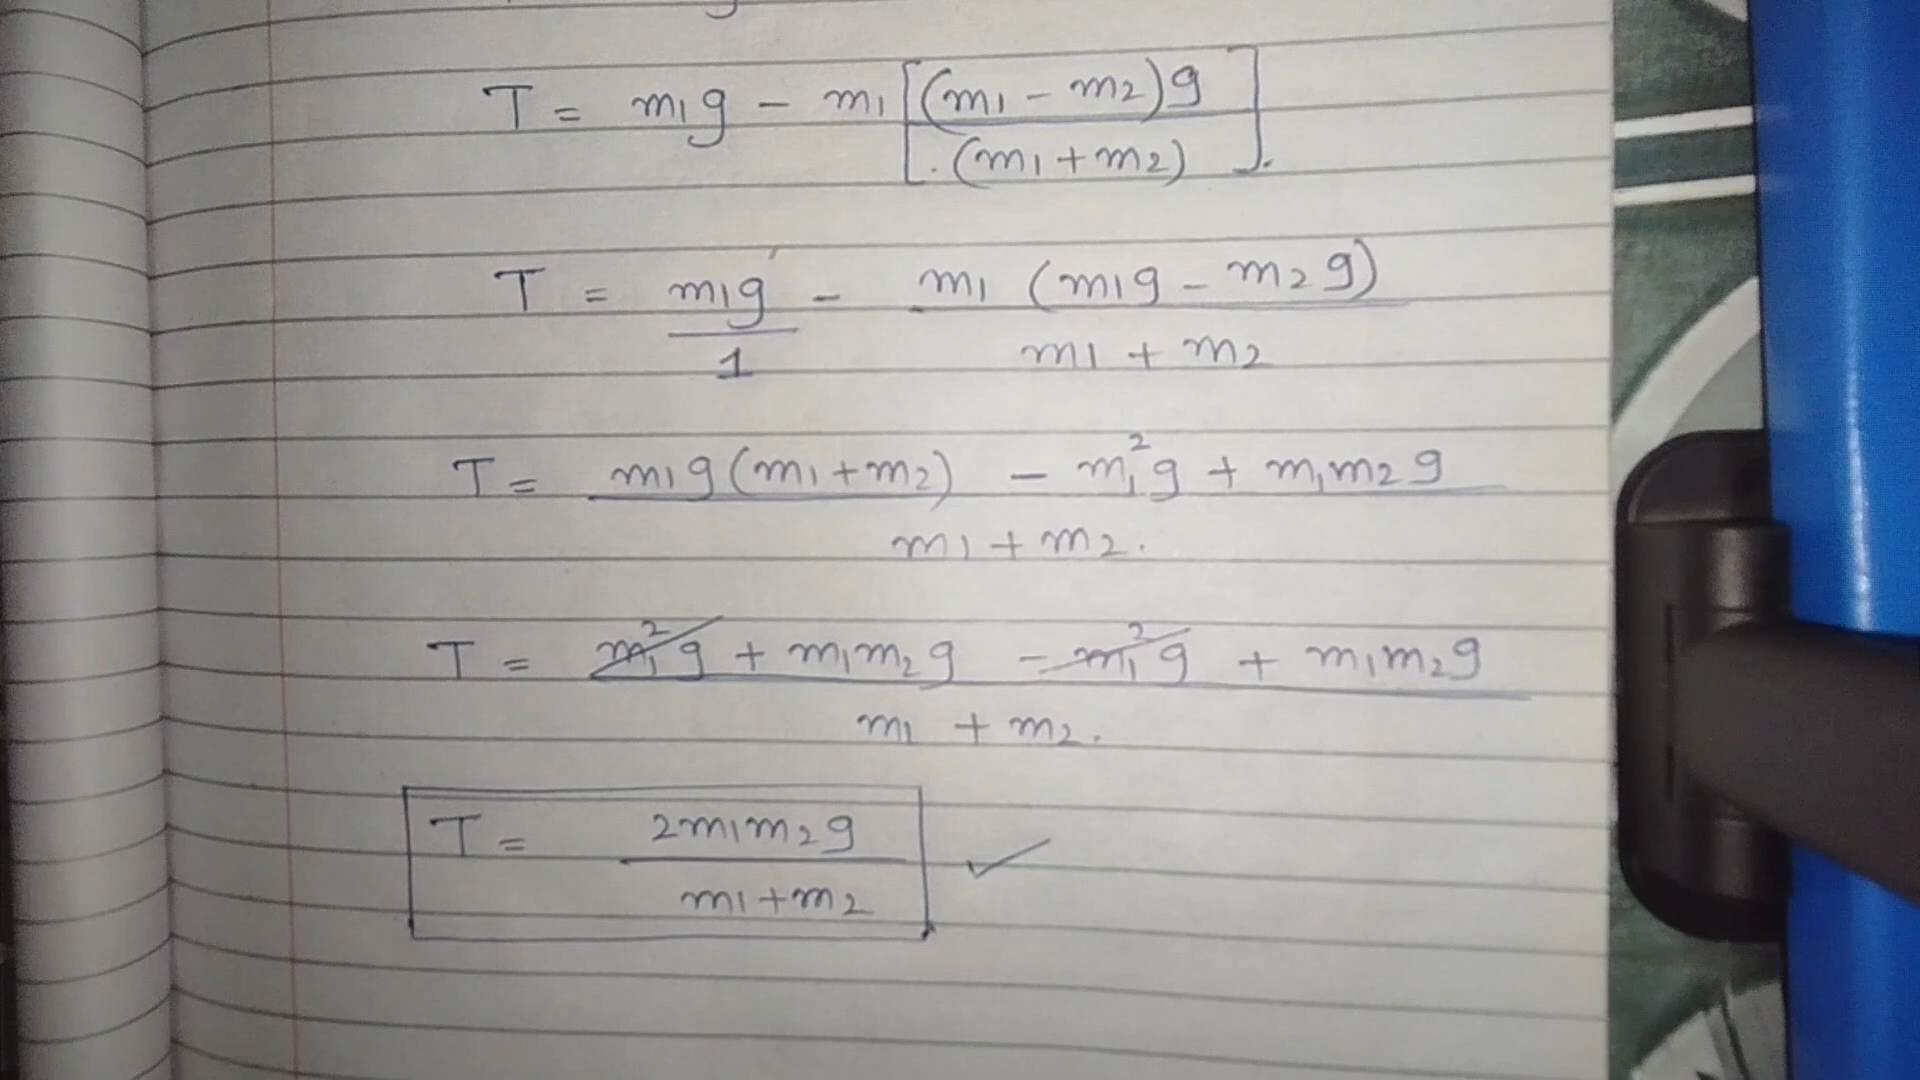 T = m₁g - m₁ [(m₁ - m₂)g / (m₁ + m₂)].
T = m₁g / 1 - m₁ (m₁g - m₂g) / m₁ + m₂
T = m₁g(m₁+m₂) - m₁²g + m₁m₂g / m₁ + m₂.
T = m₁²g + m₁m₂g - m₁²g + m₁m₂g / m₁ + m₂.
T = 2m₁m₂g / m₁+m₂ ✓